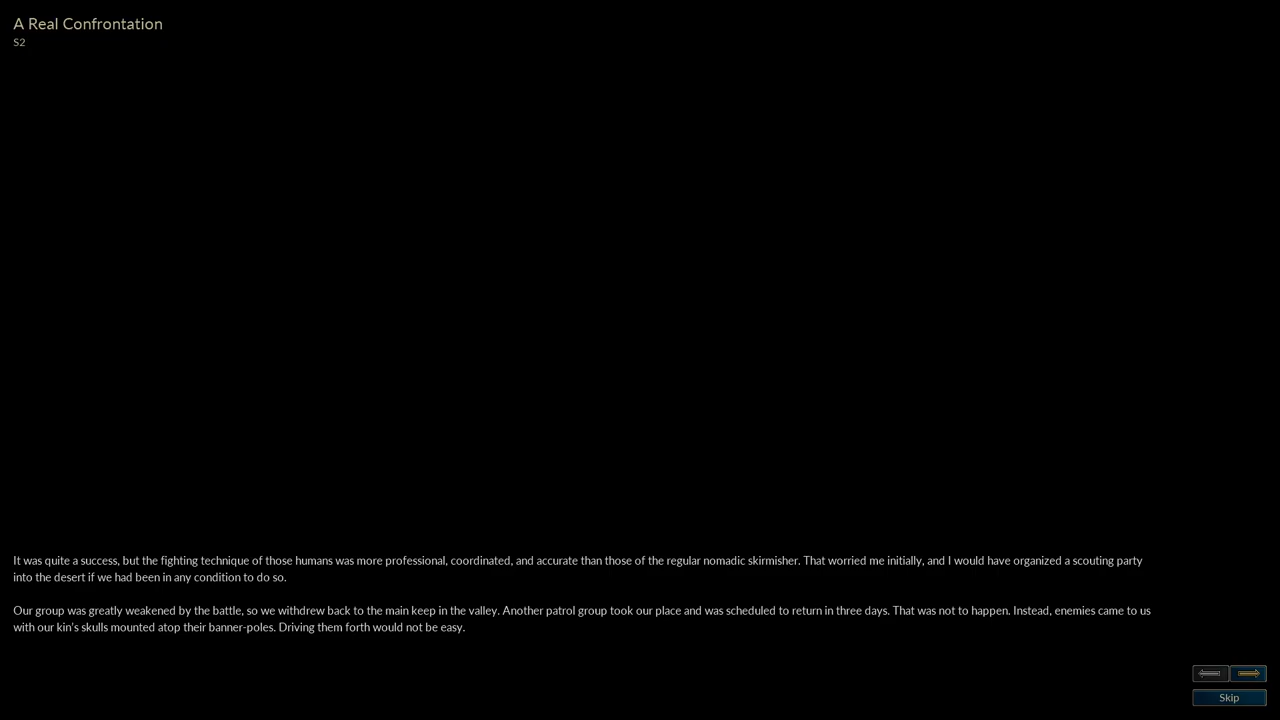 A Real Confrontation
S2
It was quite a success, but the fighting technique of those humans was more professional, coordinated, and accurate than those of the regular nomadic skirmisher. That worried me initially, and I would have organized a scouting party
into the desert if we had been in any condition to do so.
Our group was greatly weakened by the battle, so we withdrew back to the main keep in the valley. Another patrol group took our place and was scheduled to return in three days. That was not to happen. Instead, enemies came to us
with our kin's skulls mounted atop their banner-poles. Driving them forth would not be easy.
Skip